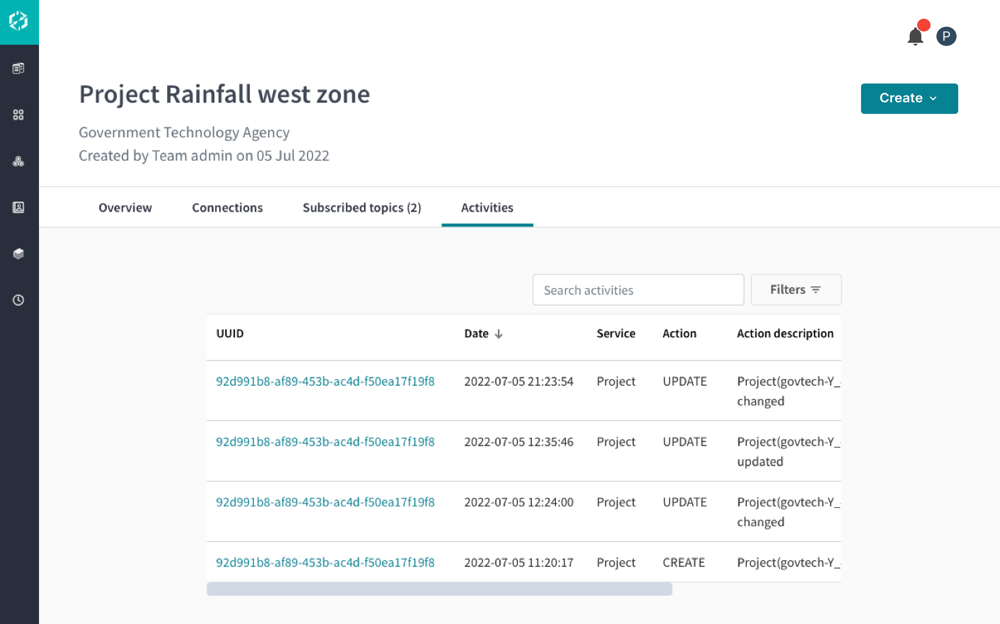 P
Project Rainfall west zone
Create
Government Technology Agency
Created by Team admin on 05 Jul 2022
Overview Connections Subscribed topics (2) Activities
Search activities Filters
UUID Date Service Action Action description
92d991b8-af89-453b-ac4d-f50ea17f19f8 2022-07-05 21:23:54 Project UPDATE Project(govtech-Y_
changed
92d991b8-af89-453b-ac4d-f50ea17f19f8 2022-07-05 12:35:46 Project UPDATE Project(govtech-Y_
updated
92d991b8-af89-453b-ac4d-f50ea17f19f8 2022-07-05 12:24:00 Project UPDATE Project(govtech-Y_
changed
92d991b8-af89-453b-ac4d-f50ea17f19f8 2022-07-05 11:20:17 Project CREATE Project(govtech-Y_